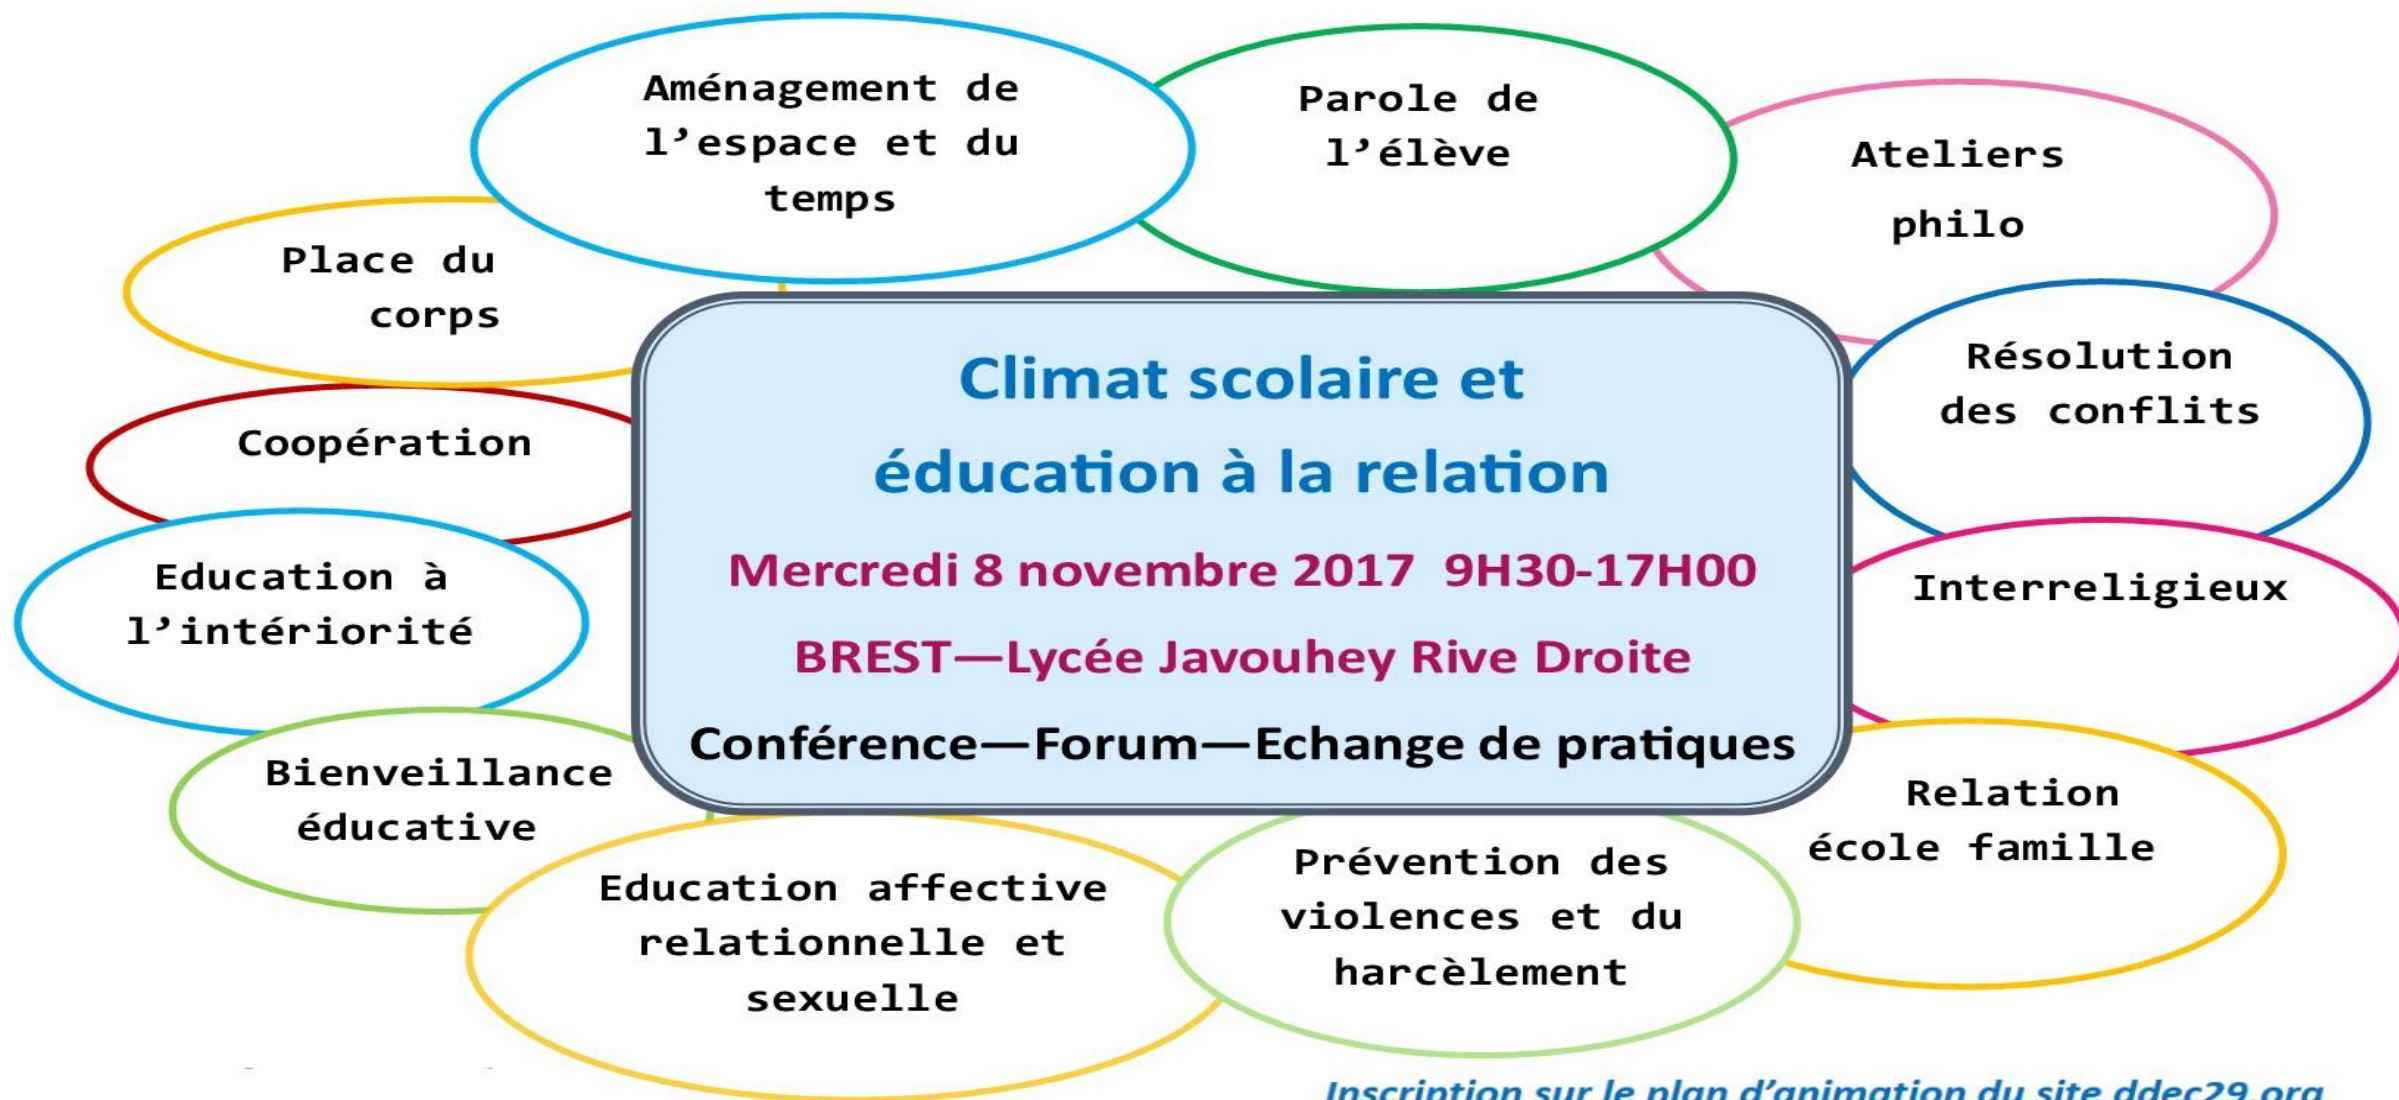 Aménagement de
l’espace et du
temps
Parole de
l’élève
Ateliers
philo
Place du
corps
Résolution
des conflits
Coopération
Climat scolaire et
éducation à la relation
Mercredi 8 novembre 2017  9H30-17H00
BREST—Lycée Javouhey Rive Droite
Conférence—Forum—Echange de pratiques
Education à
l’intériorité
Interreligieux
Bienveillance
éducative
Relation
école famille
Education affective
relationnelle et
sexuelle
Prévention des
violences et du
harcèlement
Inscription sur le plan d’animation du site ddec29.org